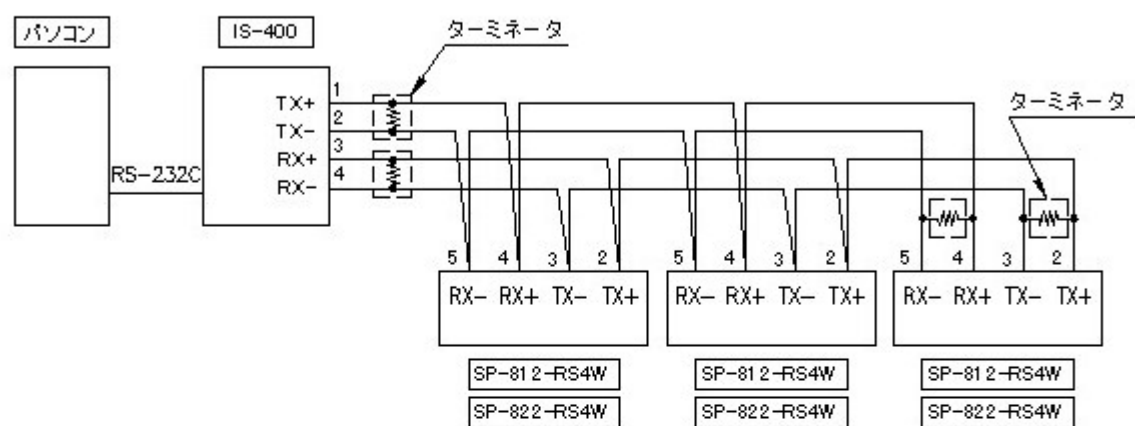 パソコン
IS-400
ターミネータ
ターミネータ
RS-232C
TX+ 1
TX- 2
RX+ 3
RX- 4
5 4 3 2
RX- RX+ TX- TX+
5 4 3 2
RX- RX+ TX- TX+
5 4 3 2
RX- RX+ TX- TX+
SP-812-RS4W
SP-822-RS4W
SP-812-RS4W
SP-822-RS4W
SP-812-RS4W
SP-822-RS4W